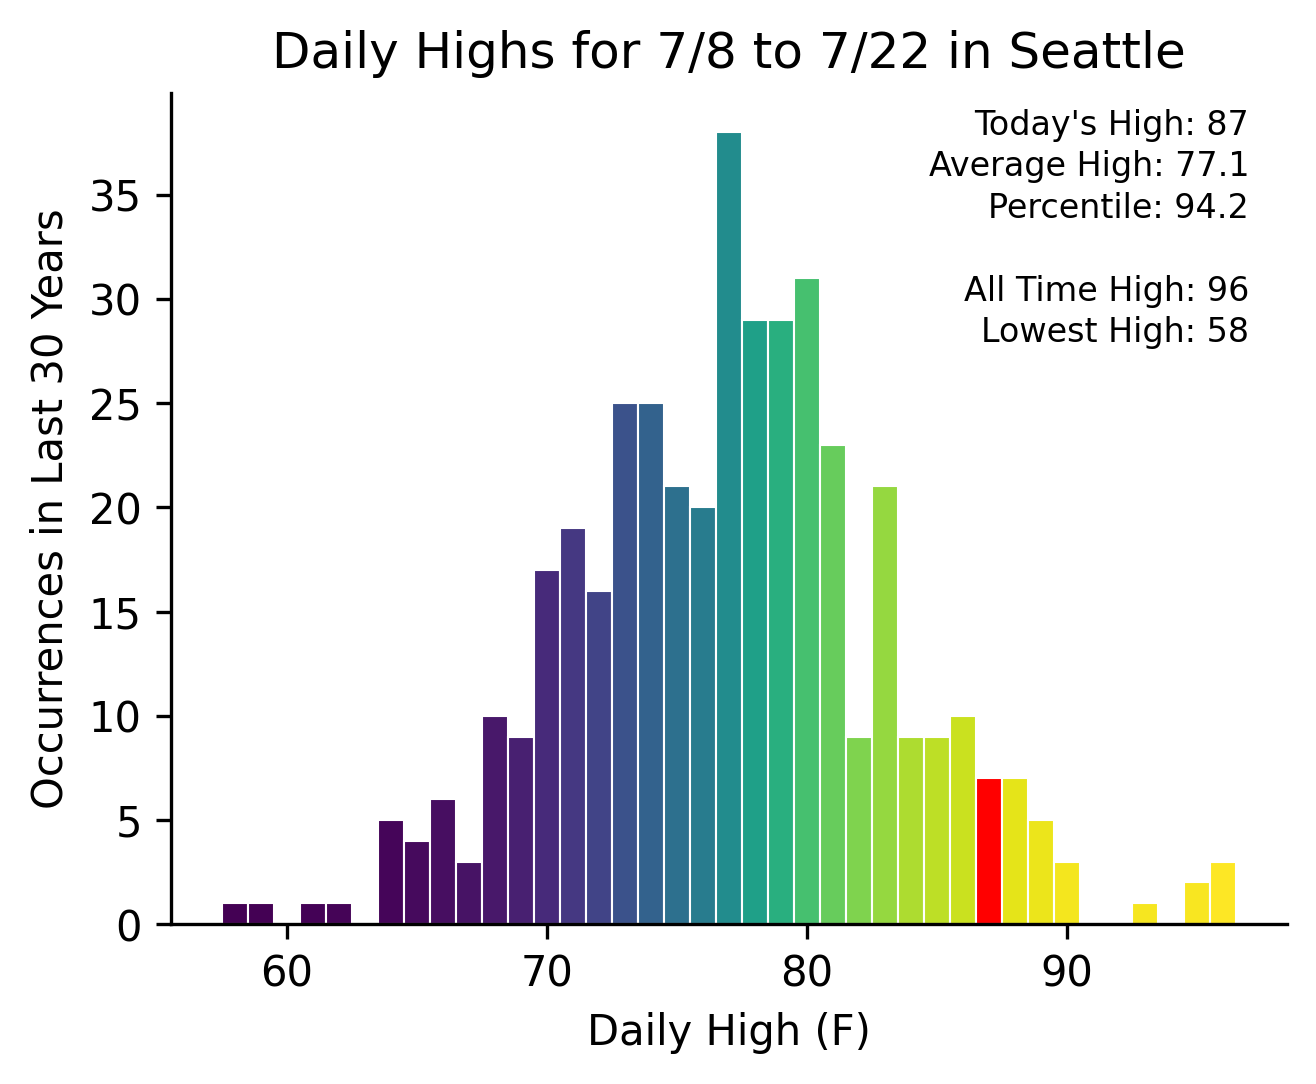 Daily Highs for 7/8 to 7/22 in Seattle
Today's High: 87
Average High: 77.1
Percentile: 94.2
All Time High: 96
Lowest High: 58
Occurrences in Last 30 Years
35
30
25
20
15
10
5
0
60 70 80 90
Daily High (F)